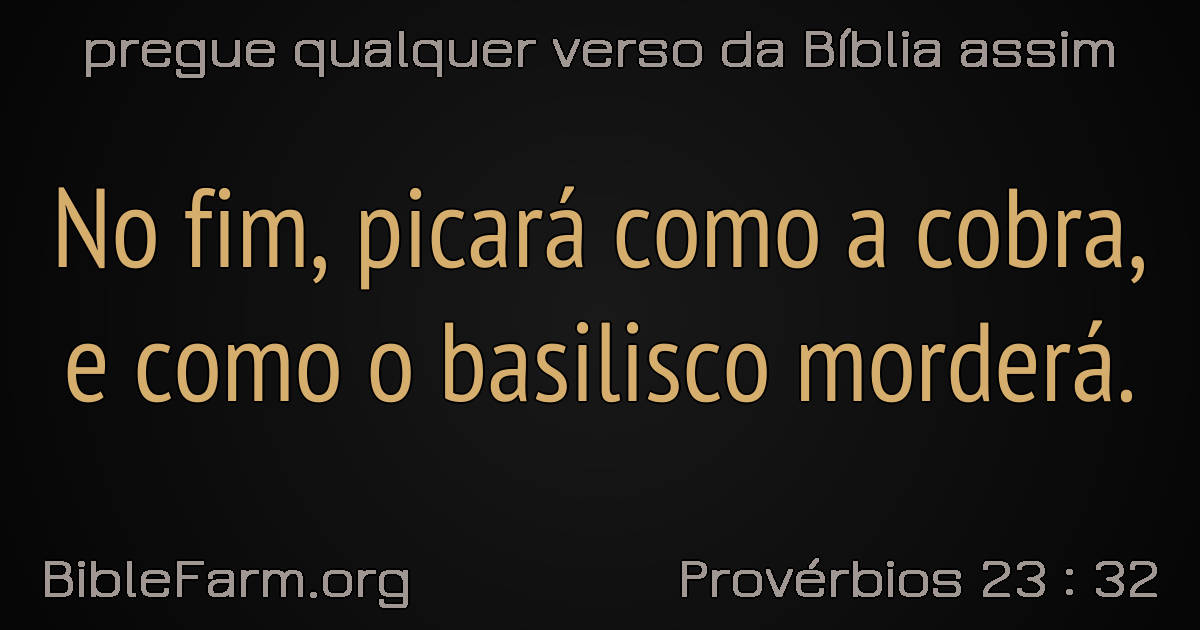 pregue qualquer verso da Bíblia assim
No fim, picará como a cobra,
e como o basilisco morderá.
BibleFarm.org
Provérbios 23 : 32